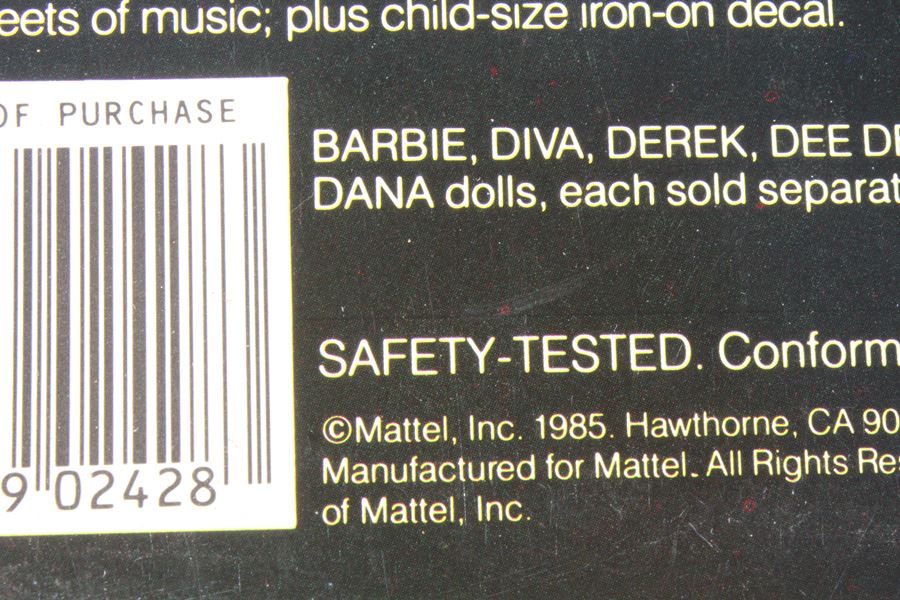 eets of music; plus child-size iron-on decal.
OF PURCHASE
BARBIE, DIVA, DEREK, DEE DE
DANA dolls, each sold separat
SAFETY-TESTED. Conform
©Mattel, Inc. 1985. Hawthorne, CA 90
Manufactured for Mattel. All Rights Res
of Mattel, Inc.
9 02428